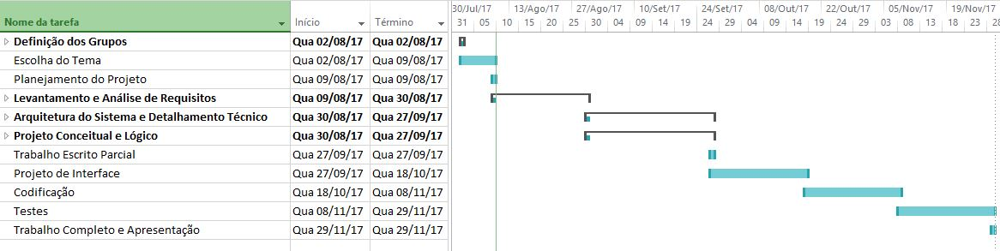 Nome da tarefa Início Término
30/Jul/17 13/Ago/17 27/Ago/17 10/Set/17 24/Set/17 08/Out/17 22/Out/17 05/Nov/17 19/Nov/17
31 05 10 15 20 25 30 04 09 14 19 24 29 04 09 14 19 24 29 03 08 13 18 23 28
Definição dos Grupos Qua 02/08/17 Qua 02/08/17
Escolha do Tema Qua 02/08/17 Qua 09/08/17
Planejamento do Projeto Qua 09/08/17 Qua 09/08/17
Levantamento e Análise de Requisitos Qua 09/08/17 Qua 30/08/17
Arquitetura do Sistema e Detalhamento Técnico Qua 30/08/17 Qua 27/09/17
Projeto Conceitual e Lógico Qua 30/08/17 Qua 27/09/17
Trabalho Escrito Parcial Qua 27/09/17 Qua 27/09/17
Projeto de Interface Qua 27/09/17 Qua 18/10/17
Codificação Qua 18/10/17 Qua 08/11/17
Testes Qua 08/11/17 Qua 29/11/17
Trabalho Completo e Apresentação Qua 29/11/17 Qua 29/11/17